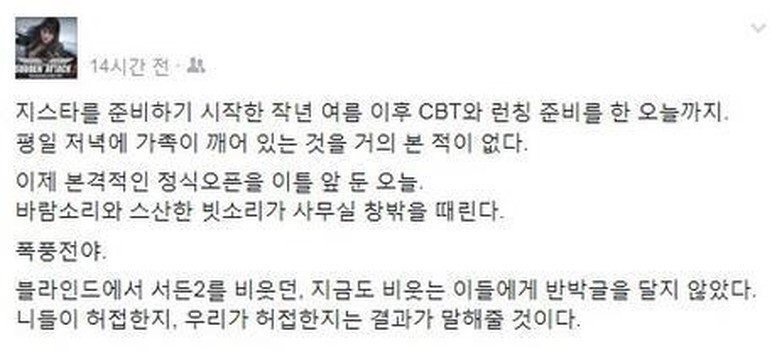 SUDDEN ATTACK
14시간 전 ·
지스타를 준비하기 시작한 작년 여름 이후 CBT와 런칭 준비를 한 오늘까지.
평일 저녁에 가족이 깨어 있는 것을 거의 본 적이 없다.
이제 본격적인 정식오픈을 이틀 앞 둔 오늘.
바람소리와 스산한 빗소리가 사무실 창밖을 때린다.
폭풍전야.
블라인드에서 서든2를 비웃던, 지금도 비웃는 이들에게 반박글을 달지 않았다.
니들이 허접한지, 우리가 허접한지는 결과가 말해줄 것이다.